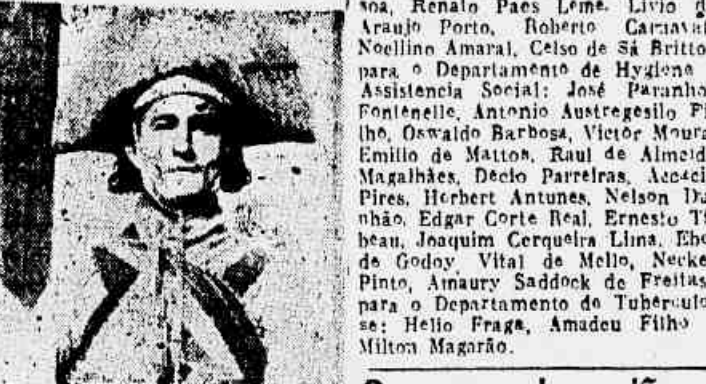 soa, Renato Paes Leme. Livio d
Araujo Porto, Roberto Carnaval
Noellino Amaral, Celso de Sá Britto
para o Departamento de Hygiene
Assistencia Social: José Paranho
Fontenelle, Antonio Austregesilo Fi
lho, Oswaldo Barbosa, Victor Moura
Emilio de Mattos, Raul de Almeid
Magalhães, Decio Parreiras, Accaci
Pires, Herbert Antunes, Nelson
nhão, Edgar Corte Real, Ernesto Ti
beau, Joaquim Cerqueira Lima, Ebe
de Godoy, Vital de Mello, Necke
Pinto, Amaury Saddock de Freitas
para o Departamento de Tuberculo
se: Helio Fraga, Amadeu Filho
Milton Magarão.